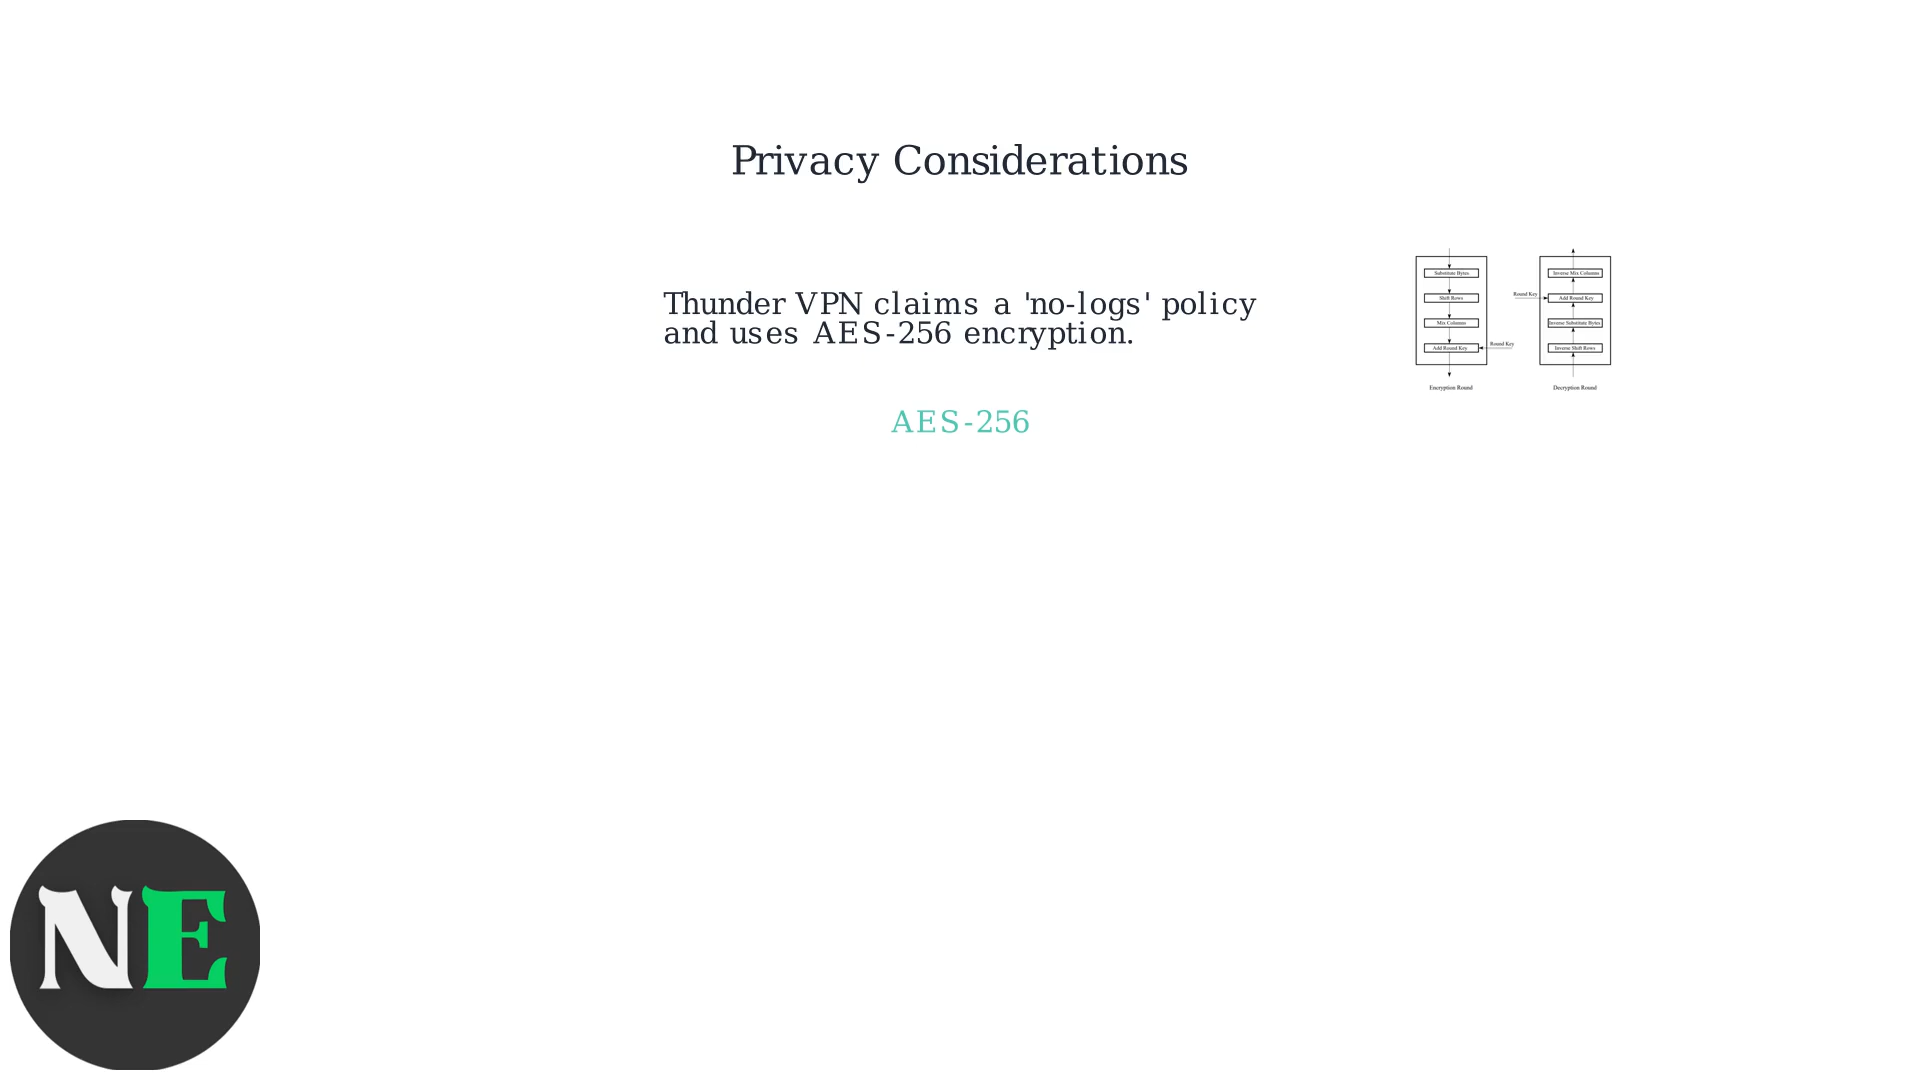 Privacy Considerations
Thunder VPN claims a 'no-logs' policy
and uses AES-256 encryption.
AES-256
Substitute Bytes
Shift Rows
Mix Columns
Add Round Key
Round Key
Encryption Round
Inverse Mix Columns
Round Key
Add Round Key
Inverse Substitute Bytes
Inverse Shift Rows
Decryption Round
NE